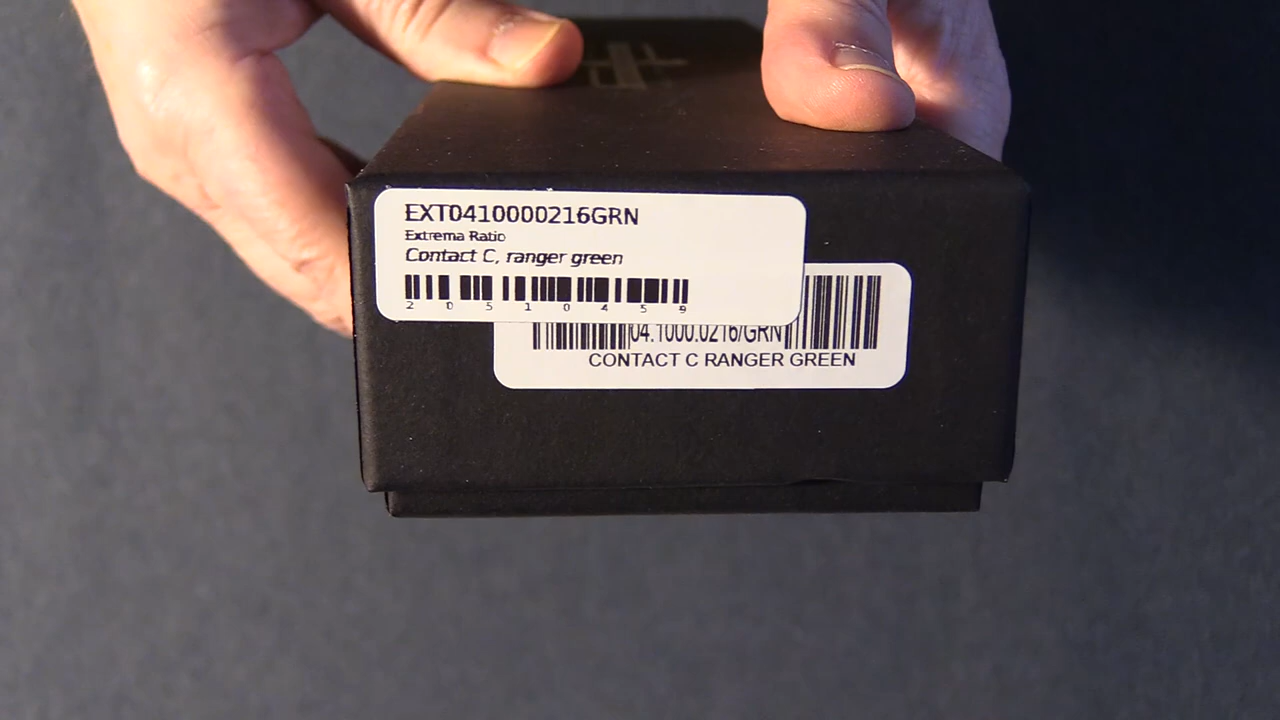 EXT0410000216GRN
Extrema Ratio
Contact C, ranger green
2 0 5 1 0 4 5 9
04.1000.0216/GRN
CONTACT C RANGER GREEN